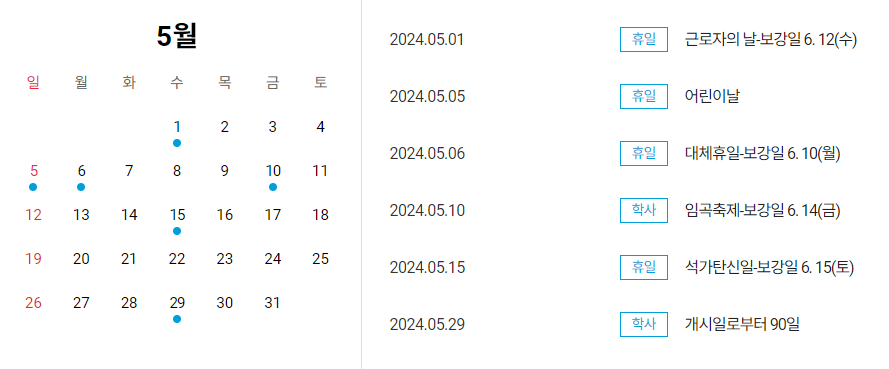 5월
일 월 화 수 목 금 토
1 2 3 4
5 6 7 8 9 10 11
12 13 14 15 16 17 18
19 20 21 22 23 24 25
26 27 28 29 30 31
2024.05.01 휴일 근로자의 날-보강일 6. 12(수)
2024.05.05 휴일 어린이날
2024.05.06 휴일 대체휴일-보강일 6. 10(월)
2024.05.10 학사 임곡축제-보강일 6. 14(금)
2024.05.15 휴일 석가탄신일-보강일 6. 15(토)
2024.05.29 학사 개시일로부터 90일